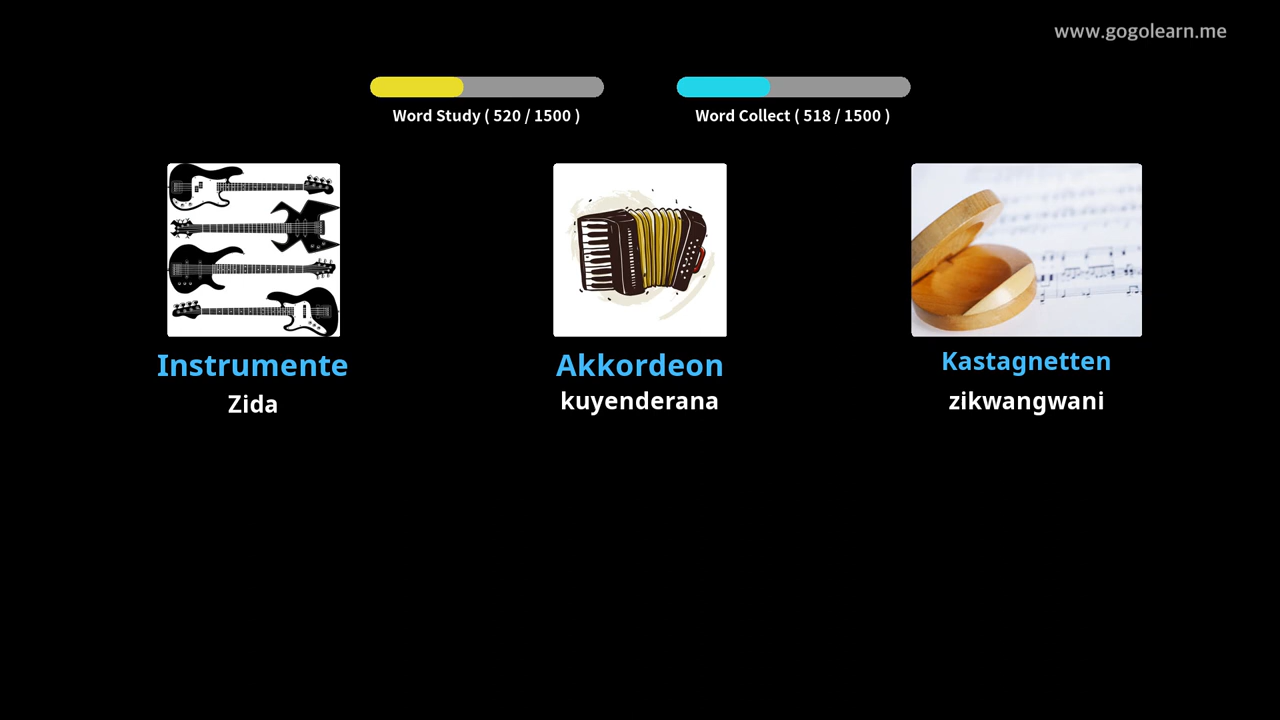 www.gogolearn.me
Word Study ( 520 / 1500 )
Word Collect ( 518 / 1500 )
Instrumente
Zida
Akkordeon
kuyenderana
Kastagnetten
zikwangwani